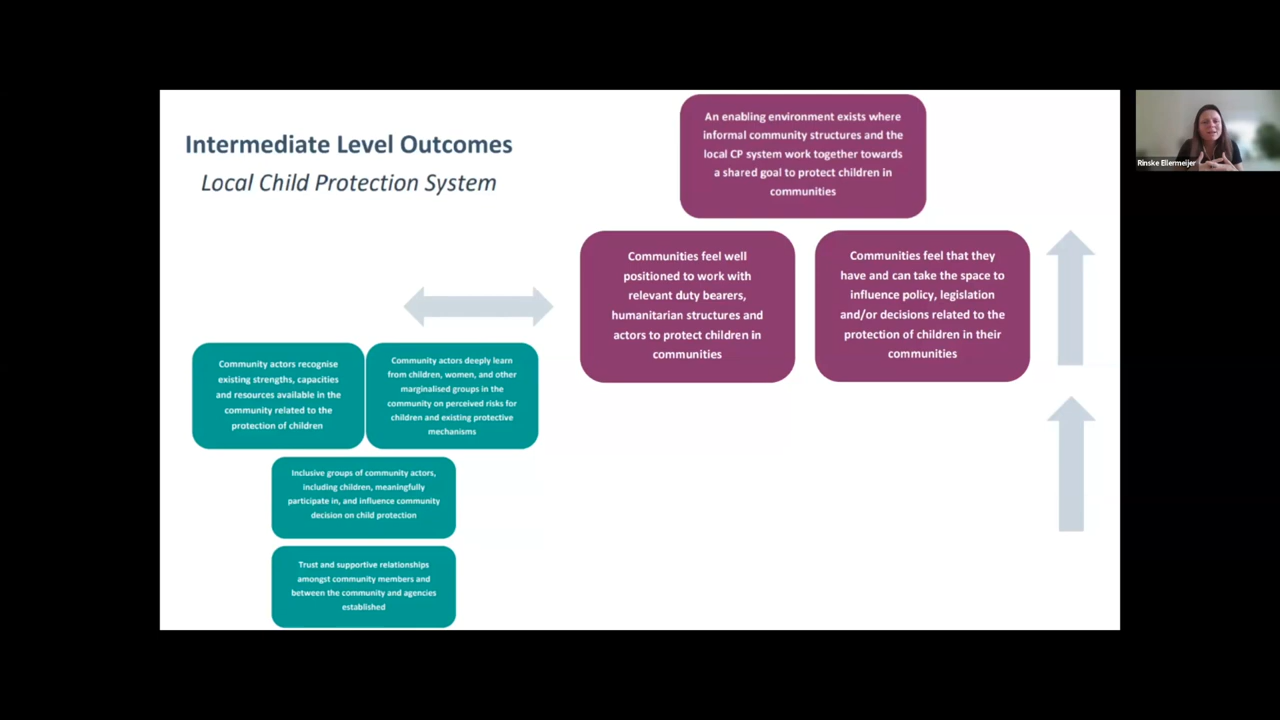 Intermediate Level Outcomes
Local Child Protection System
An enabling environment exists where
informal community structures and the
local CP system work together towards
a shared goal to protect children in
communities
Communities feel well
positioned to work with
relevant duty bearers,
humanitarian structures and
actors to protect children in
communities
Communities feel that they
have and can take the space to
influence policy, legislation
and/or decisions related to the
protection of children in their
communities
Community actors recognise
existing strengths, capacities
and resources available in the
community related to the
protection of children
Community actors deeply learn
from children, women, and other
marginalised groups in the
community on perceived risks for
children and existing protective
mechanisms
Inclusive groups of community actors,
including children, meaningfully
participate in, and influence community
decision on child protection
Trust and supportive relationships
amongst community members and
between the community and agencies
established
Rinske Ellermeijer